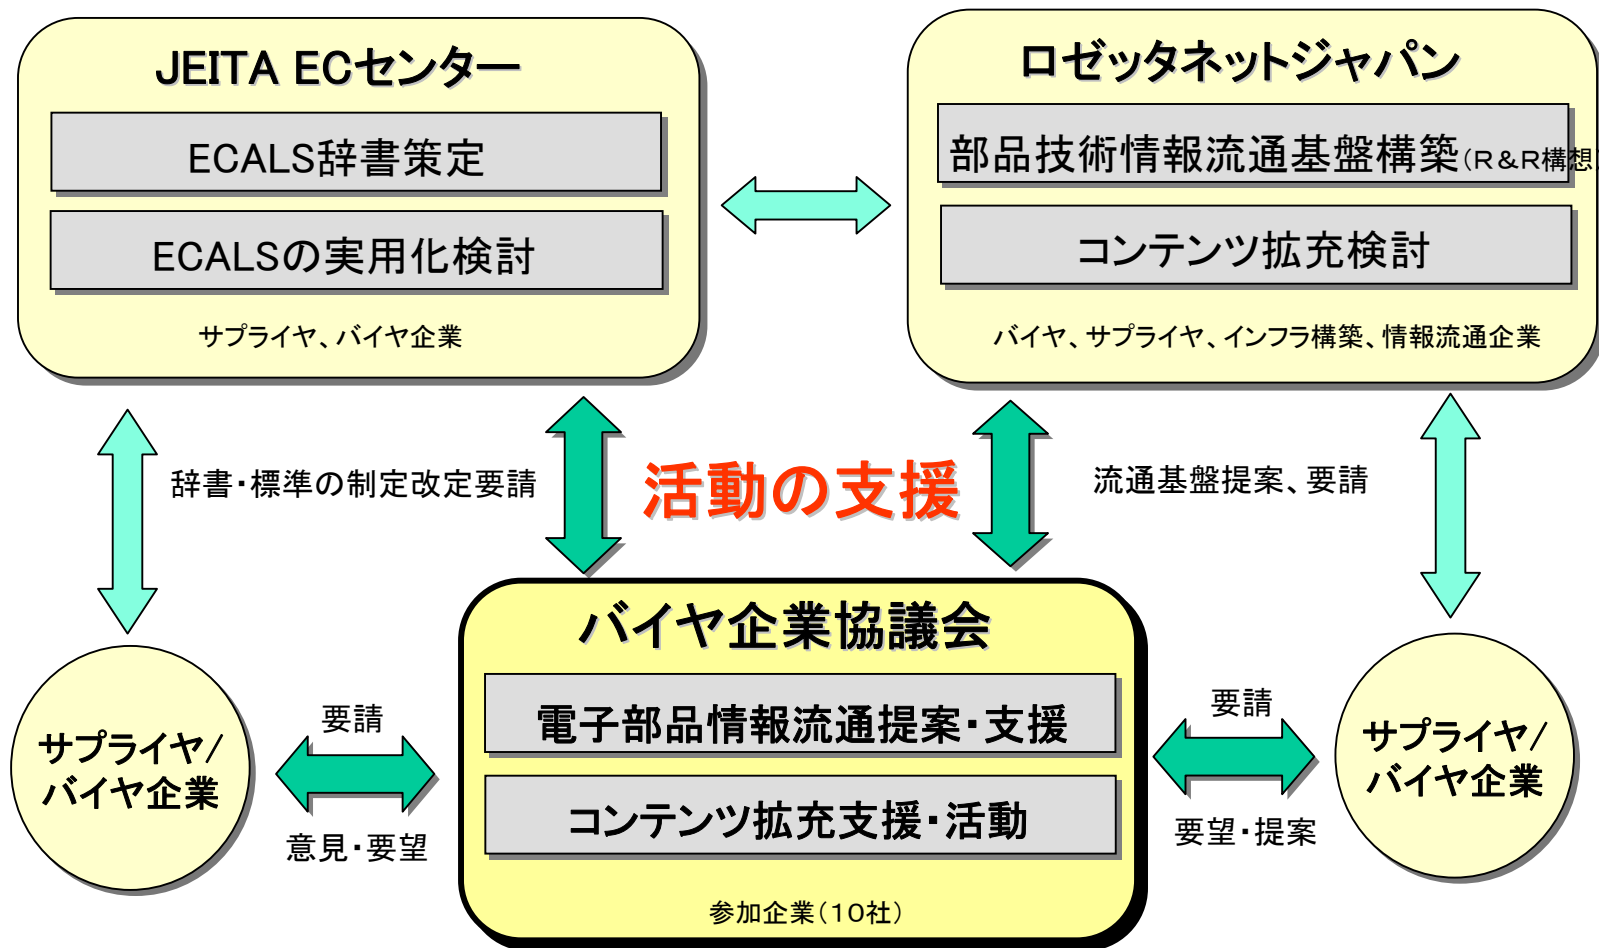 JEITA ECセンター
ECALS辞書策定
ECALSの実用化検討
サプライヤ、バイヤ企業
ロゼッタネットジャパン
部品技術情報流通基盤構築(R&R構想)
コンテンツ拡充検討
バイヤ、サプライヤ、インフラ構築、情報流通企業
辞書・標準の制定改定要請
活動の支援
流通基盤提案、要請
サプライヤ/
バイヤ企業
要請
意見・要望
バイヤ企業協議会
電子部品情報流通提案・支援
コンテンツ拡充支援・活動
参加企業(10社)
要請
要望・提案
サプライヤ/
バイヤ企業